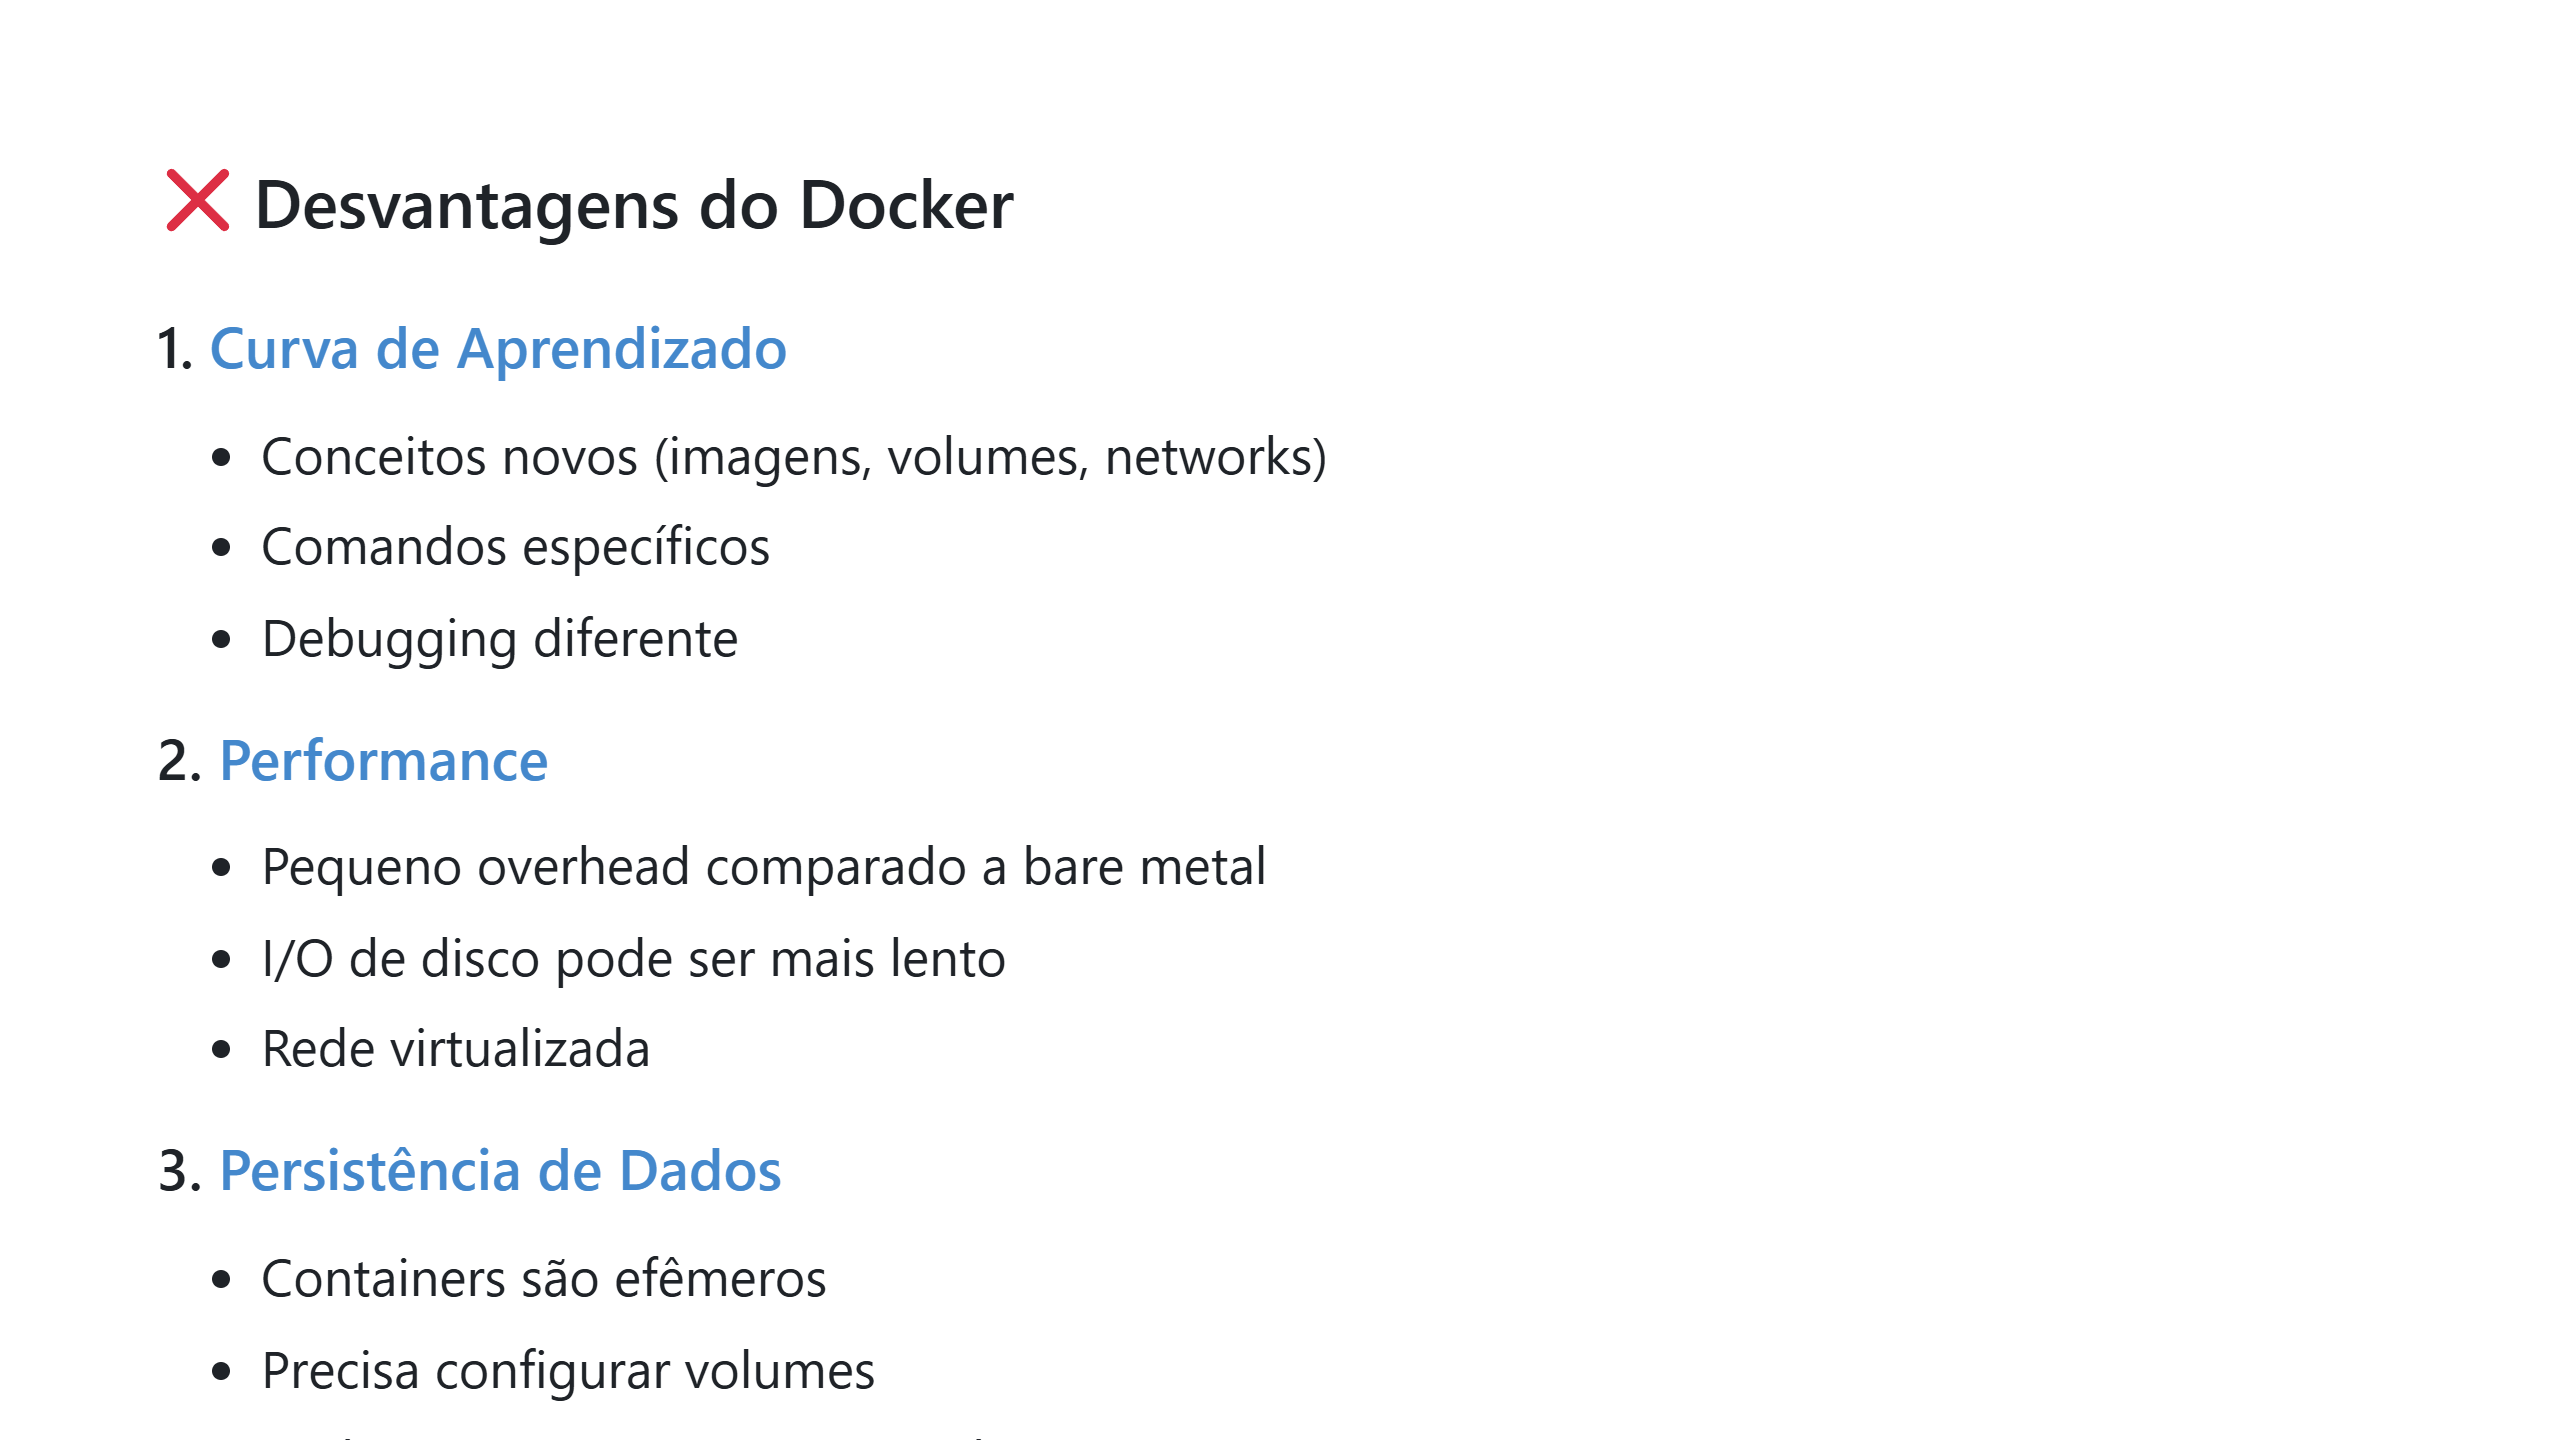 ❌ Desvantagens do Docker
1. Curva de Aprendizado
• Conceitos novos (imagens, volumes, networks)
• Comandos específicos
• Debugging diferente
2. Performance
• Pequeno overhead comparado a bare metal
• I/O de disco pode ser mais lento
• Rede virtualizada
3. Persistência de Dados
• Containers são efêmeros
• Precisa configurar volumes